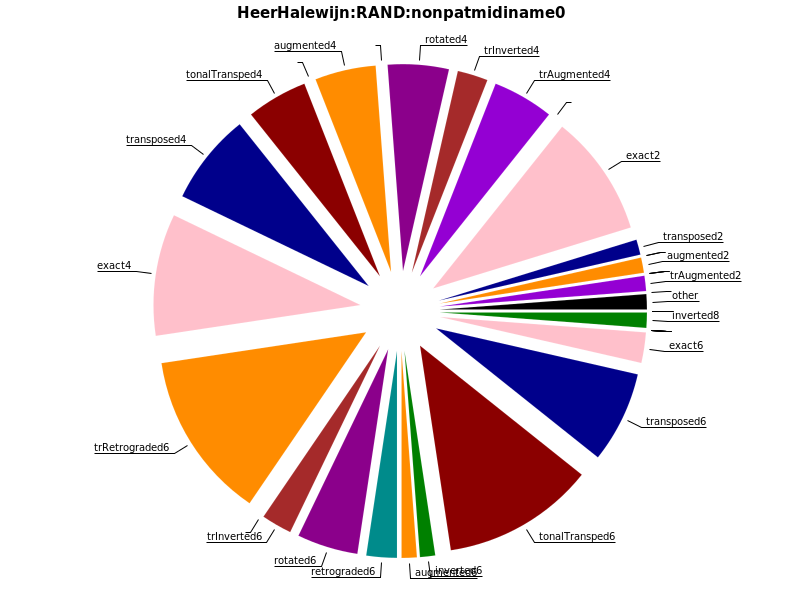 HeerHalewijn:RAND:nonpatmidiname0
rotated4
augmented4
trInverted4
tonalTransped4
trAugmented4
transposed4
exact2
transposed2
augmented2
exact4
trAugmented2
other
inverted8
exact6
transposed6
trRetrograded6
trInverted6
tonalTransped6
rotated6
retrograded6
augmented6
inverted6